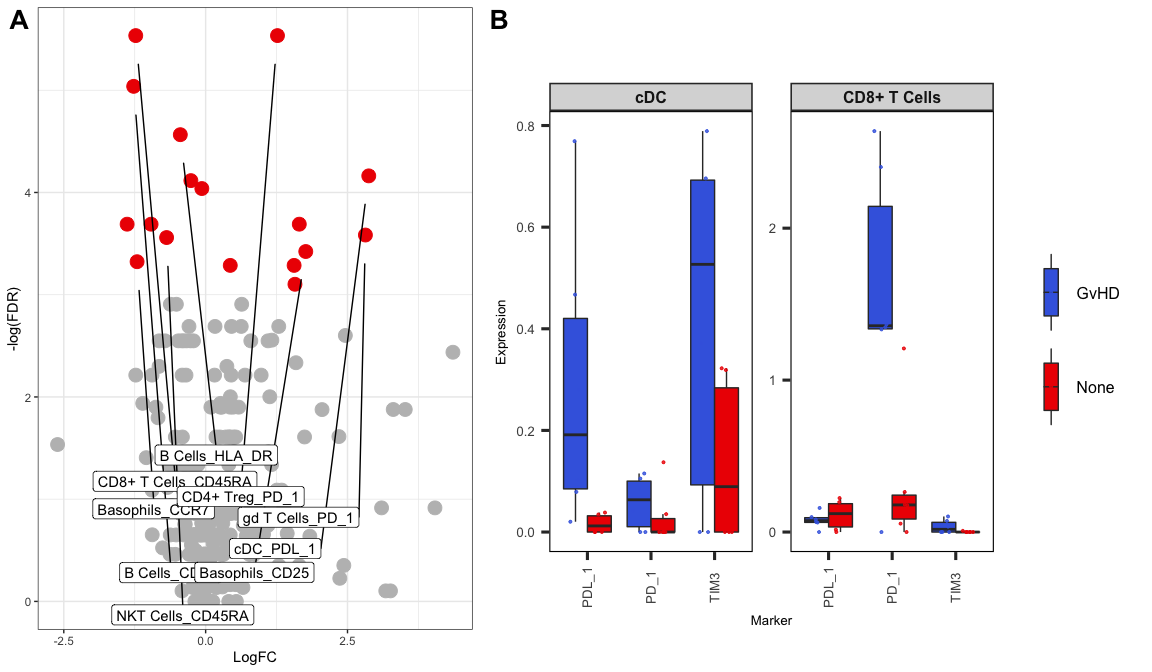 A
-log(FDR)
4
2
0
B Cells_HLA_DR
CD8+ T Cells_CD45RA
CD4+ Treg_PD_1
Basophils_CCR7
gd T Cells_PD_1
cDC_PDL_1
B Cells_CD
Basophils_CD25
NKT Cells_CD45RA
-2.5
0.0
2.5
LogFC
B
cDC
CD8+ T Cells
Expression
0.8
0.6
0.4
0.2
0.0
2
1
0
PDL_1
PD_1
TIM3
PDL_1
PD_1
TIM3
Marker
GvHD
None